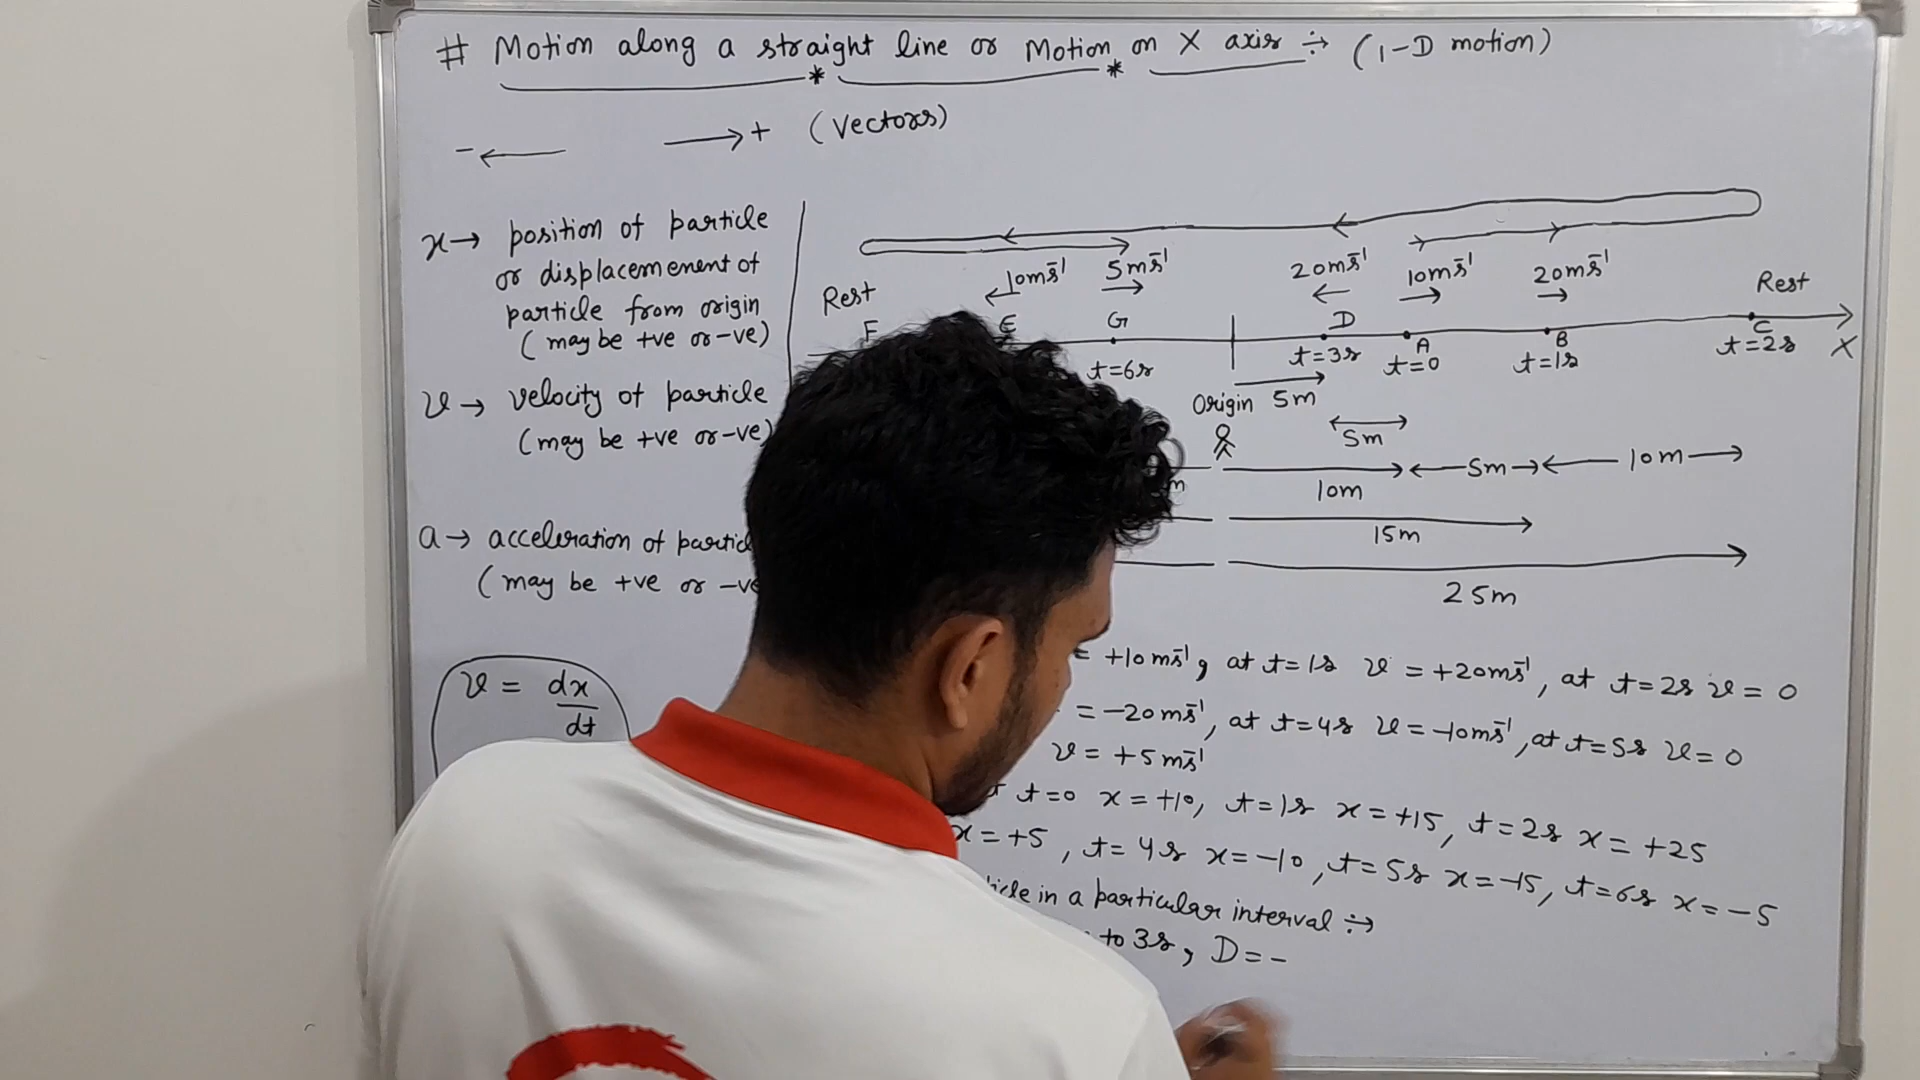 # Motion along a straight line or Motion on X axis ÷ (1-D motion)
- ← → + (Vectors)
x → position of particle
or displacemenent of
particle from origin
(may be +ve or -ve)
v → velocity of particle
(may be +ve or -ve)
a → acceleration of
(may be +ve or -ve
v = dx/dt
10ms⁻¹ 5ms⁻¹ 20ms⁻¹ 10ms⁻¹ 20ms⁻¹
Rest Rest
E G D A B C
t=6s t=3s t=0 t=1s t=2s X
Origin 5m
5m
10m 5m 10m
15m
25m
= +10ms⁻¹, at t=1s v = +20ms⁻¹, at t=2s v = 0
= -20ms⁻¹, at t=4s v = -10ms⁻¹, at t=5s v = 0
v = +5ms⁻¹
t=0 x = +10, t=1s x = +15, t=2s x = +25
x = +5, t=4s x = -10, t=5s x = -15, t=6s x = -5
in a particular interval ÷
to 3s, D = -